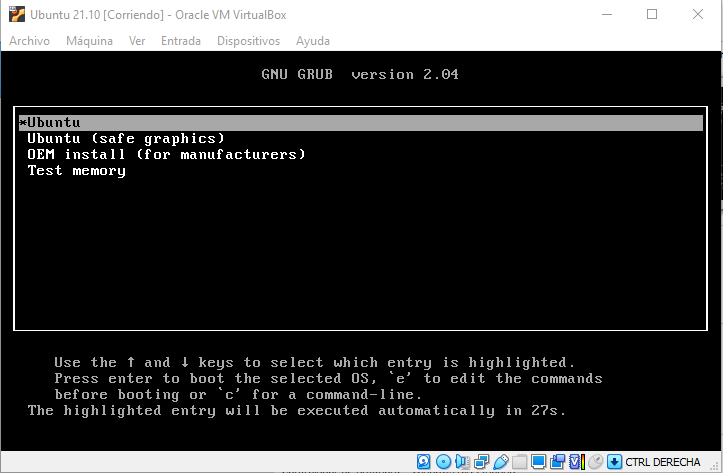 Ubuntu 21.10 [Corriendo] - Oracle VM VirtualBox
Archivo Máquina Ver Entrada Dispositivos Ayuda
GNU GRUB version 2.04
*Ubuntu
Ubuntu (safe graphics)
OEM install (for manufacturers)
Test memory
Use the ↑ and ↓ keys to select which entry is highlighted.
Press enter to boot the selected OS, `e' to edit the commands
before booting or `c' for a command-line.
The highlighted entry will be executed automatically in 27s.
CTRL DERECHA